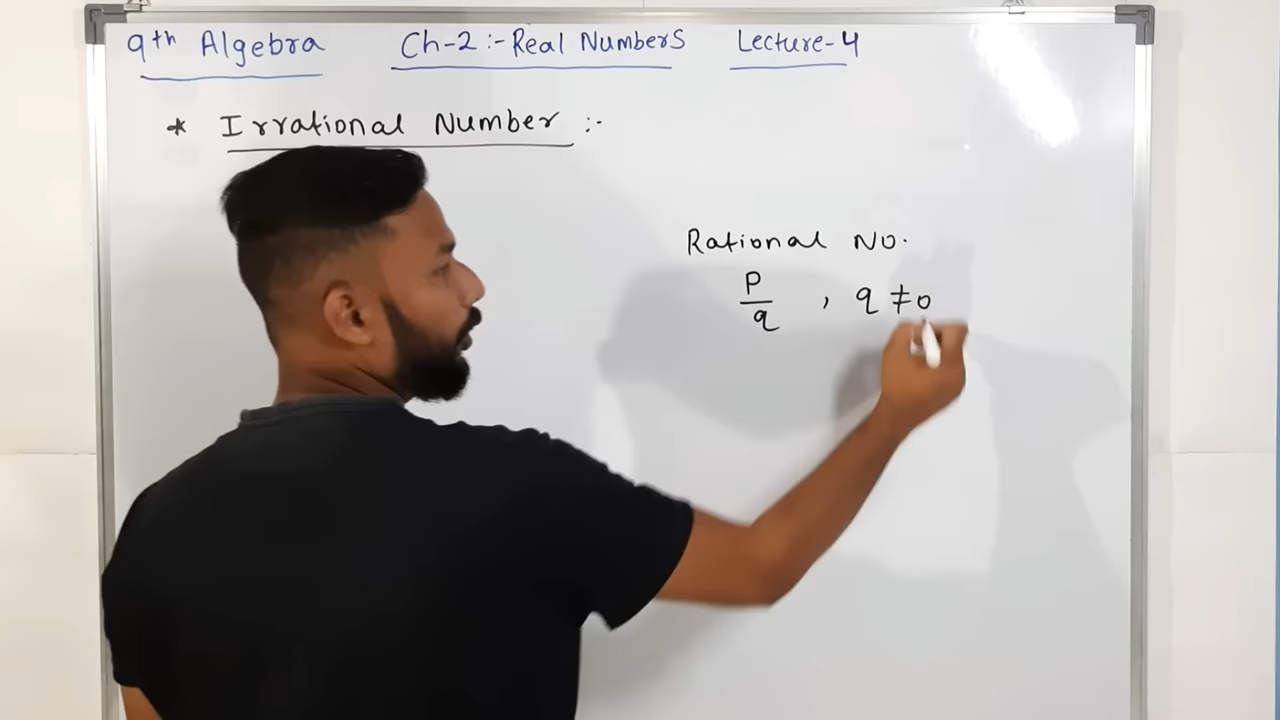 9th Algebra Ch-2 :- Real Numbers Lecture-4
* Irrational Number :-
Rational No.
p/q , q ≠ 0